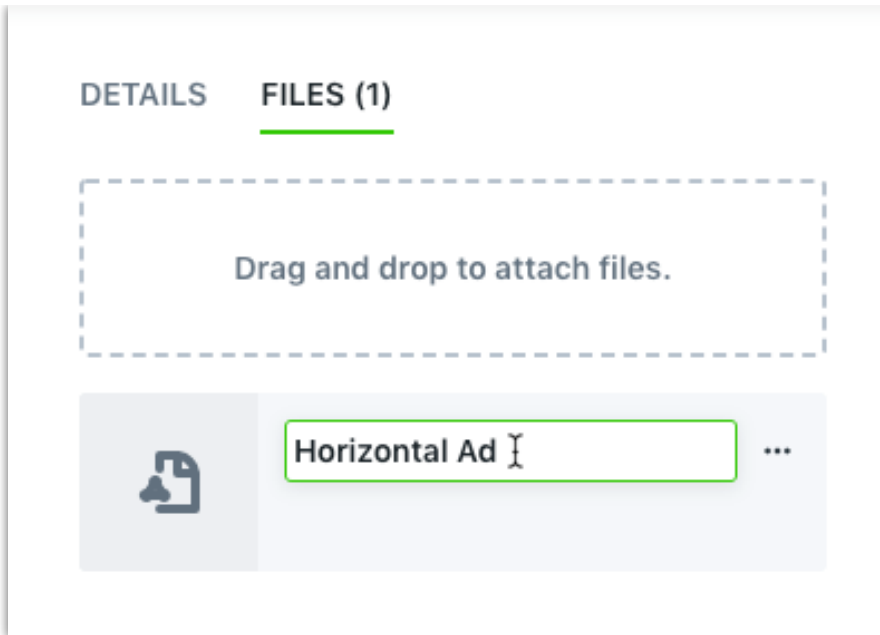 DETAILS FILES (1)
Drag and drop to attach files.
Horizontal Ad